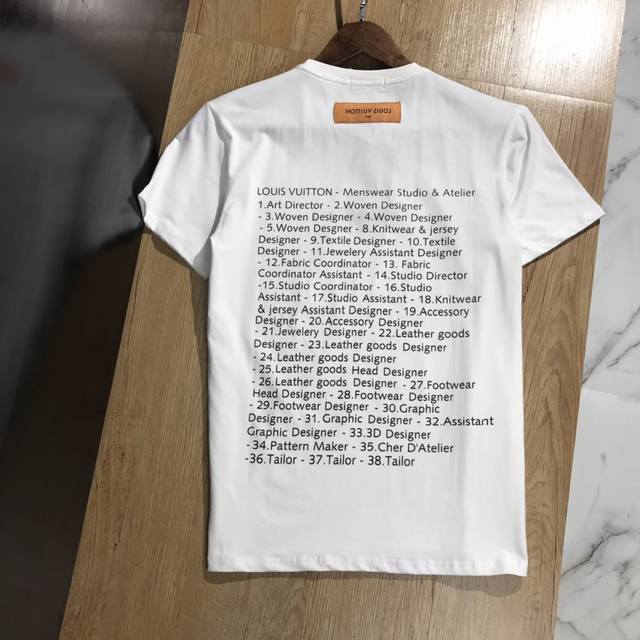 LOUIS VUITTON
LOUIS VUITTON - Menswear Studio & Atelier
1.Art Director - 2.Woven Designer
- 3.Woven Designer - 4.Woven Designer
- 5.Woven Designer - 8.Knitwear & jersey
Designer - 9.Textile Designer - 10.Textile
Designer - 11.Jewelery Assistant Designer
- 12.Fabric Coordinator - 13. Fabric
Coordinator Assistant - 14.Studio Director
-15.Studio Coordinator - 16.Studio
Assistant - 17.Studio Assistant - 18.Knitwear
& jersey Assistant Designer - 19.Accessory
Designer - 20.Accessory Designer
- 21.Jewelery Designer - 22.Leather goods
Designer - 23.Leather goods Designer
- 24.Leather goods Designer
- 25.Leather goods Head Designer
- 26.Leather goods Designer - 27.Footwear
Head Designer - 28.Footwear Designer
- 29.Footwear Designer - 30.Graphic
Designer - 31. Graphic Designer - 32.Assistant
Graphic Designer - 33.3D Designer
-34.Pattern Maker - 35.Cher D'Atelier
-36.Tailor - 37.Tailor - 38.Tailor